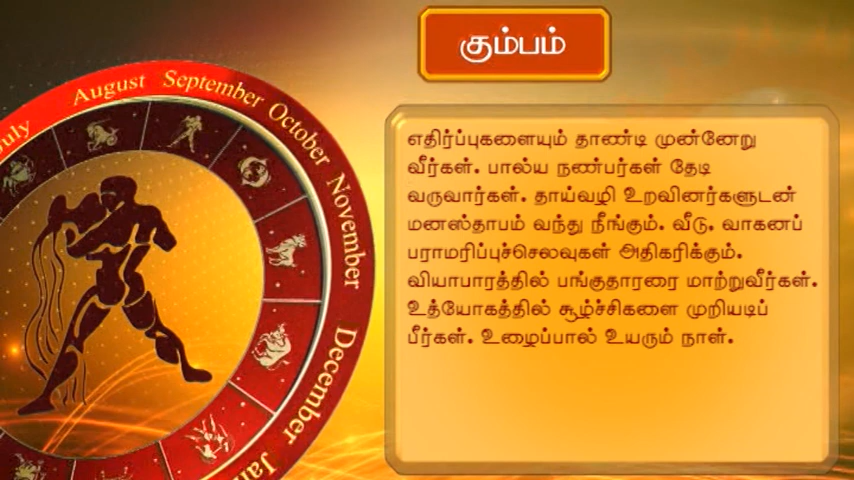 கும்பம்
July
August
September
October
November
December
எதிர்ப்புகளையும் தாண்டி முன்னேறு
வீர்கள். பால்ய நண்பர்கள் தேடி
வருவார்கள். தாய்வழி உறவினர்களுடன்
மனஸ்தாபம் வந்து நீங்கும். வீடு, வாகனப்
பராமரிப்புச்செலவுகள் அதிகரிக்கும்.
வியாபாரத்தில் பங்குதாரரை மாற்றுவீர்கள்.
உத்யோகத்தில் சூழ்ச்சிகளை முறியடிப்
பீர்கள். உழைப்பால் உயரும் நாள்.